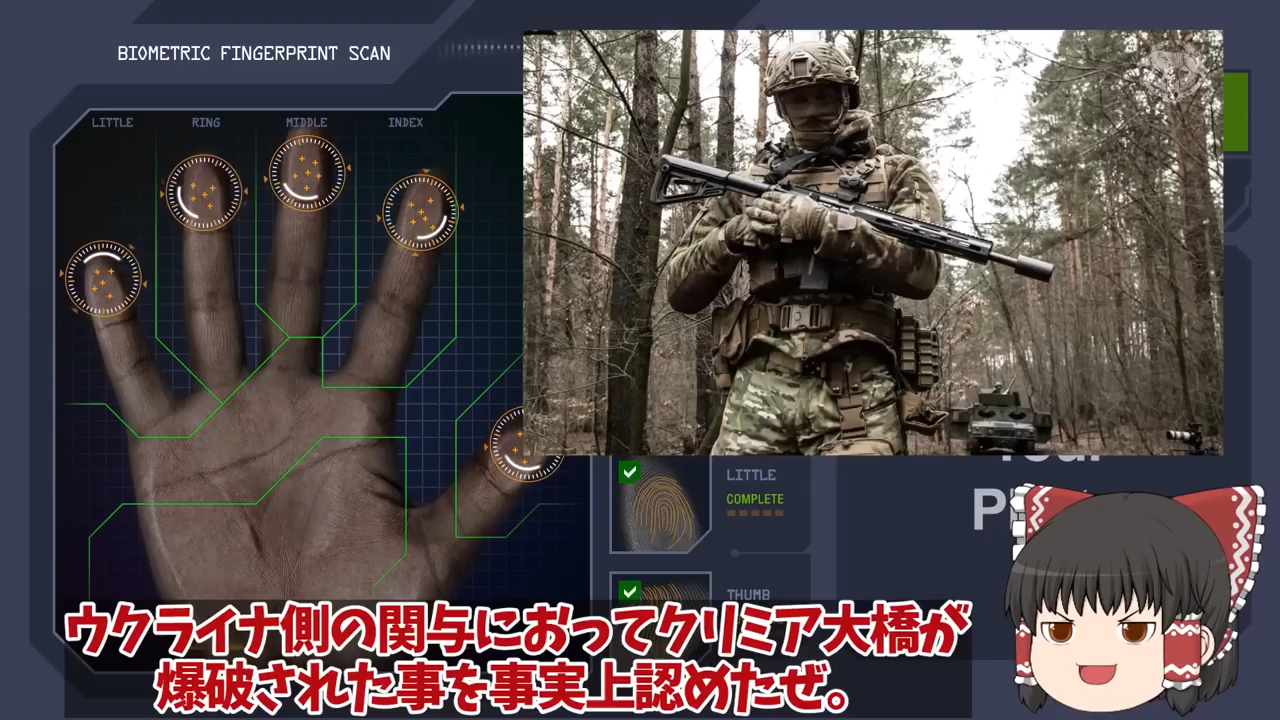 BIOMETRIC FINGERPRINT SCAN
LITTLE
RING
MIDDLE
INDEX
LITTLE
COMPLETE
THUMB
ウクライナ側の関与におってクリミア大橋が
爆破された事を事実上認めたぜ。